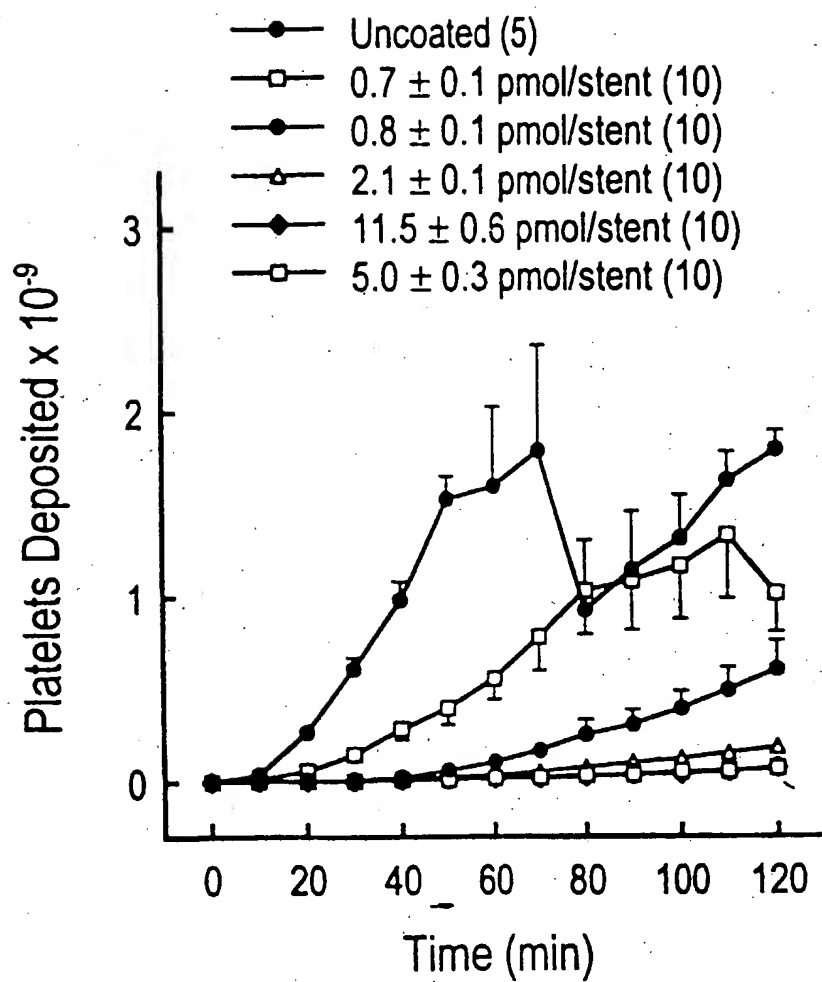 Uncoated (5)
0.7 ± 0.1 pmol/stent (10)
0.8 ± 0.1 pmol/stent (10)
2.1 ± 0.1 pmol/stent (10)
11.5 ± 0.6 pmol/stent (10)
5.0 ± 0.3 pmol/stent (10)
Platelets Deposited x 10⁻⁹
3
2
1
0
0 20 40 60 80 100 120
Time (min)